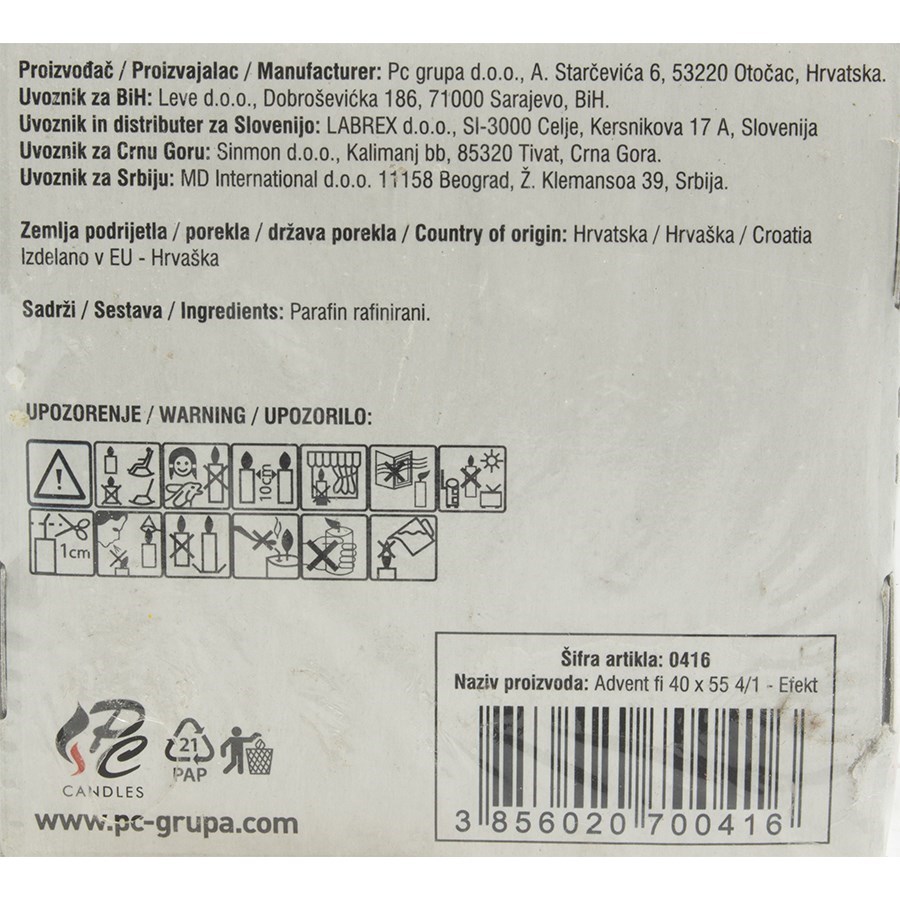 Proizvođač / Proizvajalac / Manufacturer: Pc grupa d.o.o., A. Starčevića 6, 53220 Otočac, Hrvatska.
Uvoznik za BiH: Leve d.o.o., Dobroševićka 186, 71000 Sarajevo, BiH.
Uvoznik in distributer za Slovenijo: LABREX d.o.o., SI-3000 Celje, Kersnikova 17 A, Slovenija
Uvoznik za Crnu Goru: Sinmon d.o.o., Kalimanj bb, 85320 Tivat, Crna Gora.
Uvoznik za Srbiju: MD International d.o.o. 11158 Beograd, Ž. Klemansoa 39, Srbija.
Zemlja podrijetla / porekla / država porekla / Country of origin: Hrvatska / Hrvaška / Croatia
Izdelano v EU - Hrvaška
Sadrži / Sestava / Ingredients: Parafin rafinirani.
UPOZORENJE / WARNING / UPOZORILO:
10cm
1cm
Šifra artikla: 0416
Naziv proizvoda: Advent fi 40 x 55 4/1 - Efekt
3 856020 700416
PC
CANDLES
21
PAP
www.pc-grupa.com